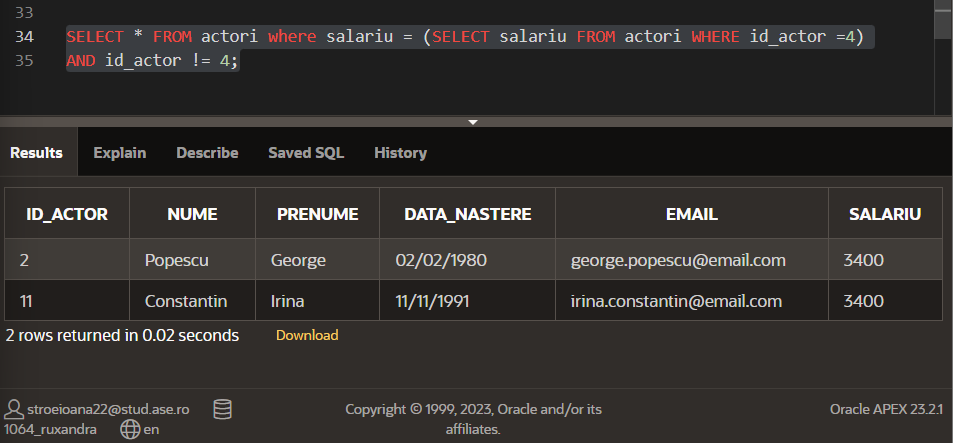 33
34 SELECT * FROM actori where salariu = (SELECT salariu FROM actori WHERE id_actor =4)
35 AND id_actor != 4;
Results Explain Describe Saved SQL History
ID_ACTOR NUME PRENUME DATA_NASTERE EMAIL SALARIU
2 Popescu George 02/02/1980 george.popescu@email.com 3400
11 Constantin Irina 11/11/1991 irina.constantin@email.com 3400
2 rows returned in 0.02 seconds Download
stroeioana22@stud.ase.ro Copyright © 1999, 2023, Oracle and/or its Oracle APEX 23.2.1
1064_ruxandra en affiliates.